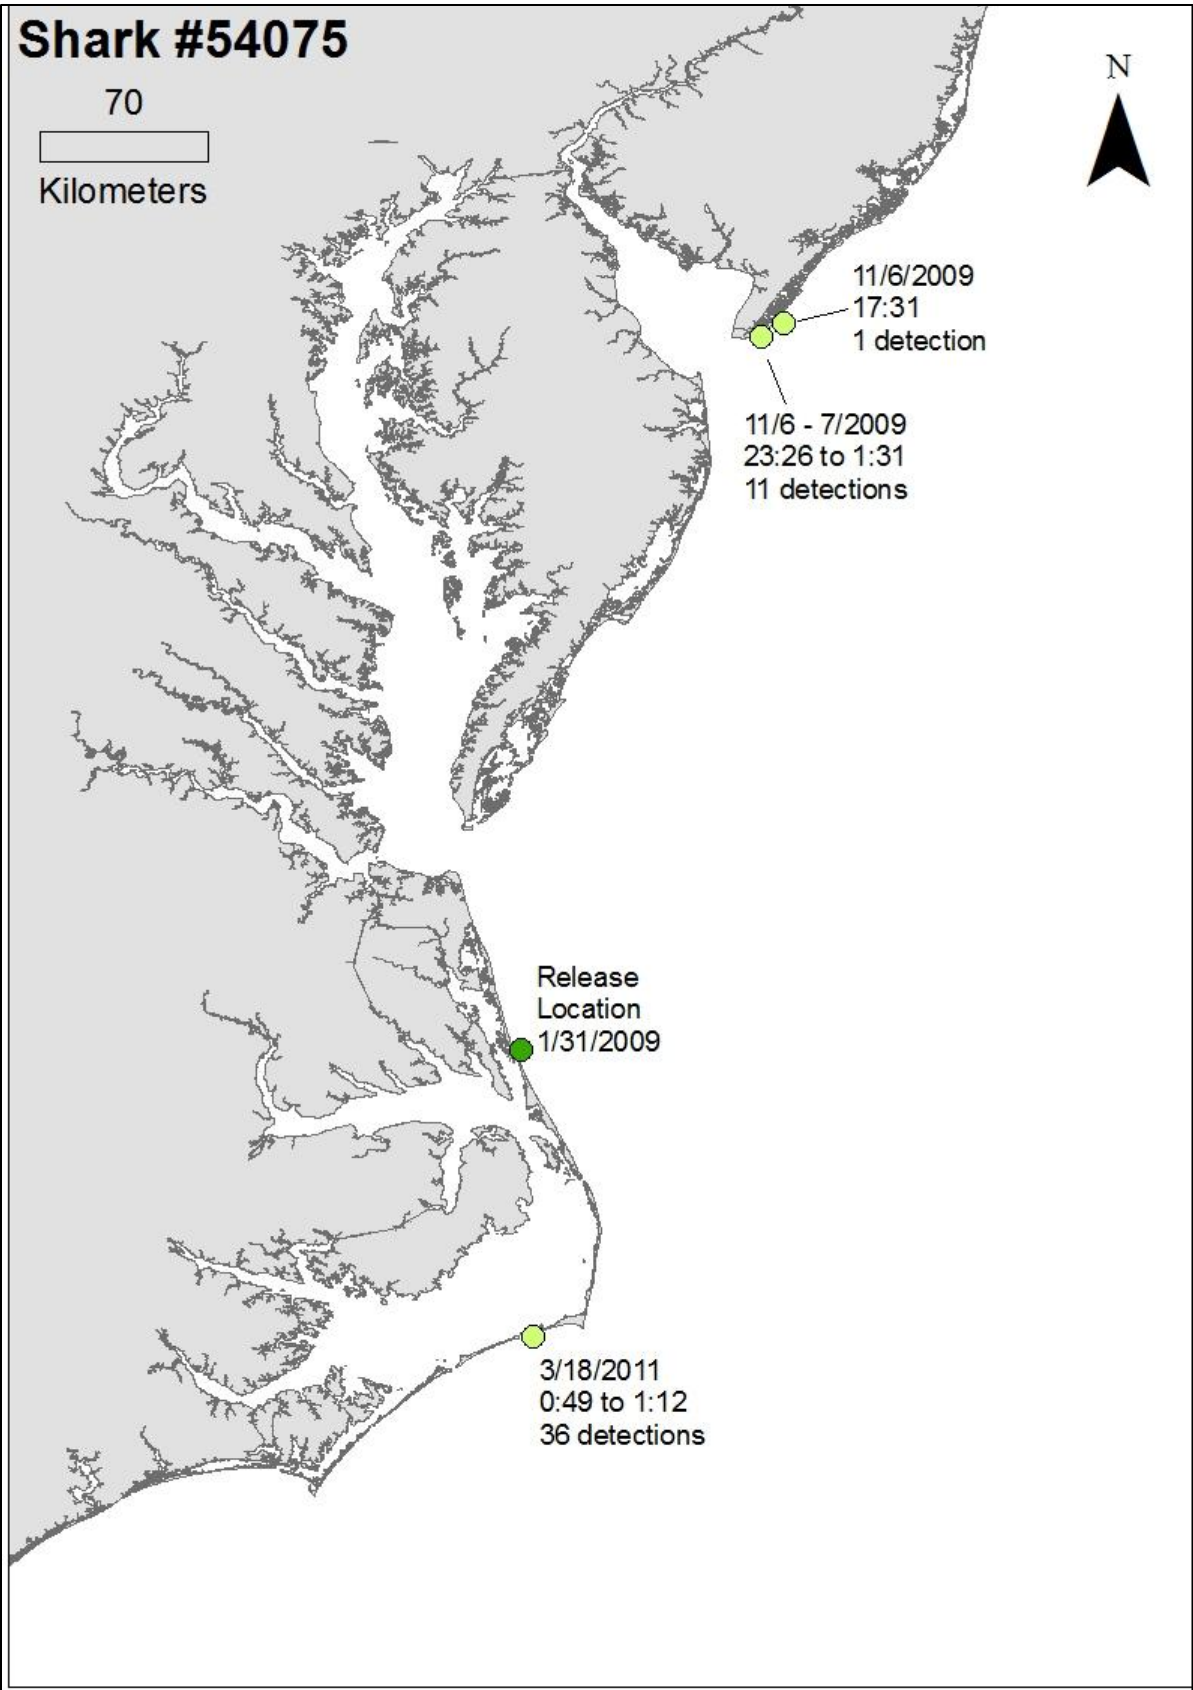 Shark #54075
70
Kilometers
N
11/6/2009
17:31
1 detection
11/6 - 7/2009
23:26 to 1:31
11 detections
Release
Location
1/31/2009
3/18/2011
0:49 to 1:12
36 detections